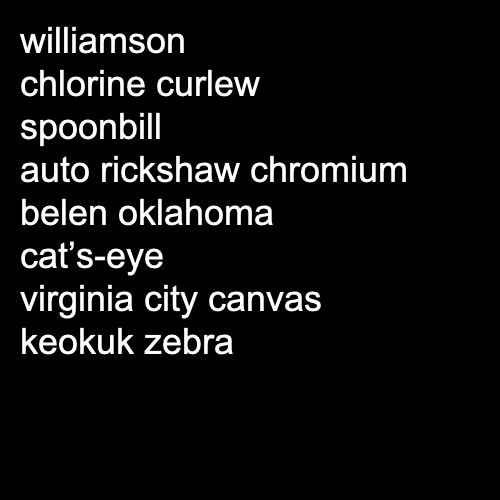 williamson
chlorine curlew
spoonbill
auto rickshaw chromium
belen oklahoma
cat’s-eye
virginia city canvas
keokuk zebra